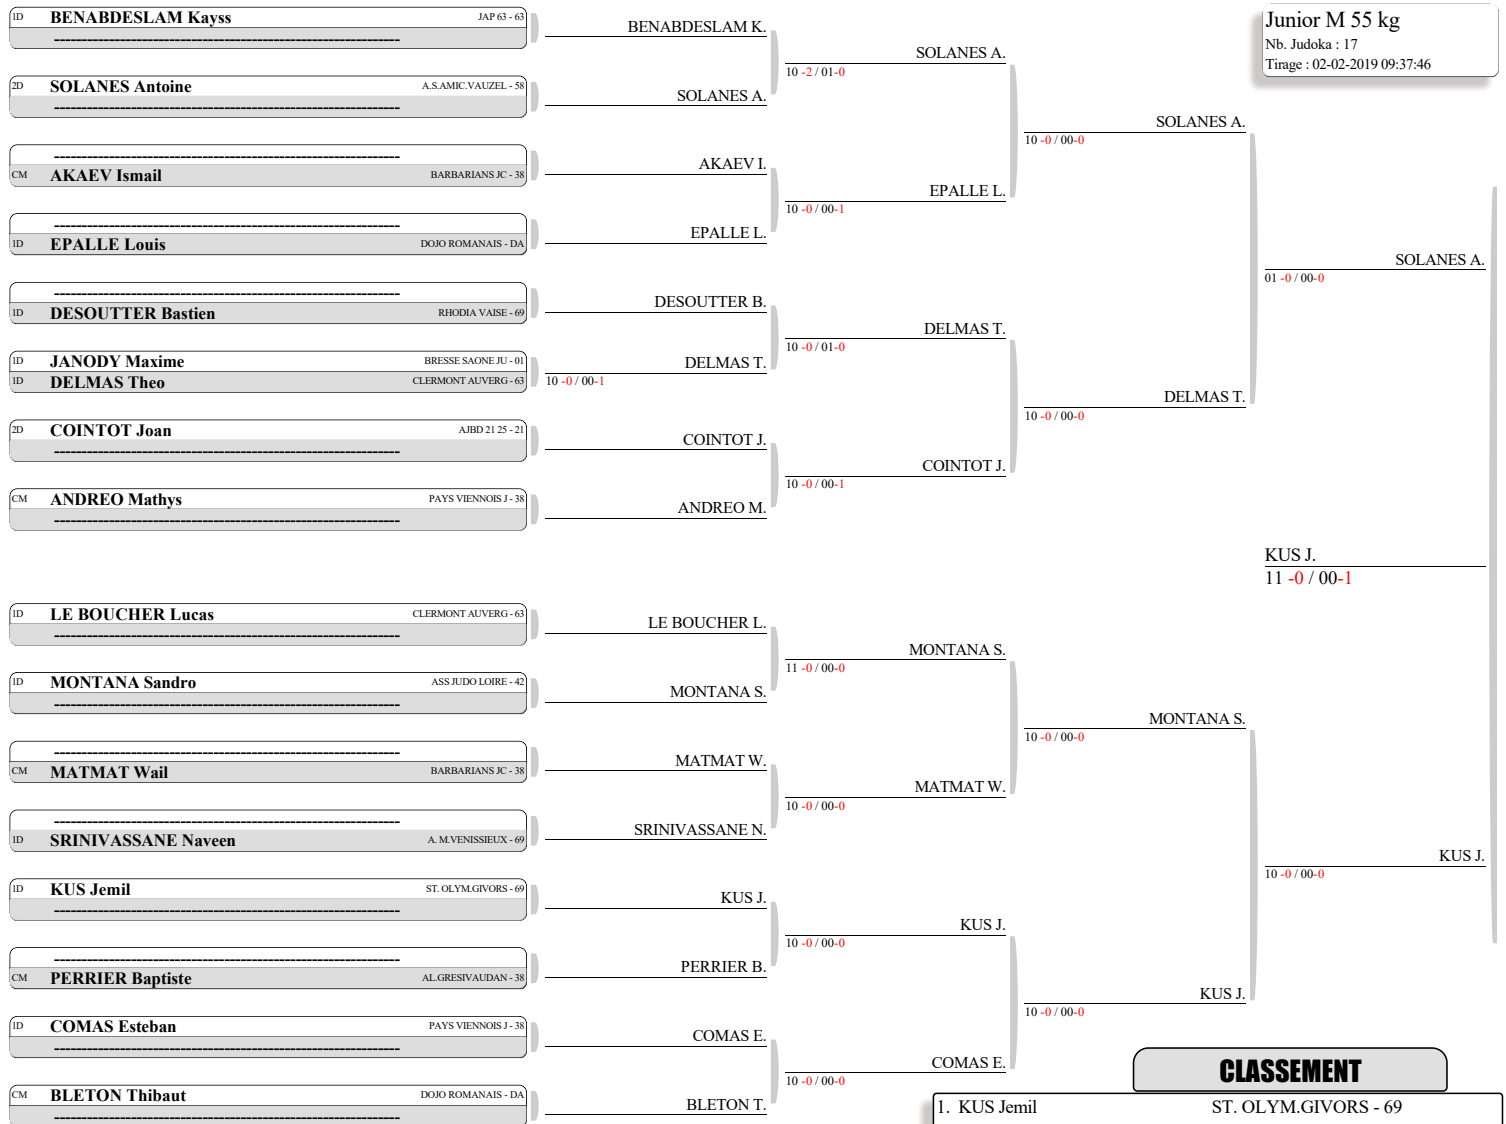 Junior M 55 kg
Nb. Judoka : 17
Tirage : 02-02-2019 09:37:46
1D BENABDESLAM Kayss JAP 63 - 63
----------------------------------------------------------------------
2D SOLANES Antoine A.S.AMIC.VAUZEL - 58
----------------------------------------------------------------------
----------------------------------------------------------------------
CM AKAEV Ismail BARBARIANS JC - 38
----------------------------------------------------------------------
1D EPALLE Louis DOJO ROMANAIS - DA
----------------------------------------------------------------------
1D DESOUTTER Bastien RHODIA VAISE - 69
1D JANODY Maxime BRESSE SAONE JU - 01
1D DELMAS Theo CLERMONT AUVERG - 63
2D COINTOT Joan AJBD 21 25 - 21
----------------------------------------------------------------------
CM ANDREO Mathys PAYS VIENNOIS J - 38
----------------------------------------------------------------------
1D LE BOUCHER Lucas CLERMONT AUVERG - 63
----------------------------------------------------------------------
1D MONTANA Sandro ASS JUDO LOIRE - 42
----------------------------------------------------------------------
----------------------------------------------------------------------
CM MATMAT Wail BARBARIANS JC - 38
----------------------------------------------------------------------
1D SRINIVASSANE Naveen A. M.VENISSIEUX - 69
1D KUS Jemil ST. OLYM.GIVORS - 69
----------------------------------------------------------------------
----------------------------------------------------------------------
CM PERRIER Baptiste AL.GRESIVAUDAN - 38
1D COMAS Esteban PAYS VIENNOIS J - 38
----------------------------------------------------------------------
CM BLETON Thibaut DOJO ROMANAIS - DA
----------------------------------------------------------------------
BENABDESLAM K.
SOLANES A.
AKAEV I.
EPALLE L.
DESOUTTER B.
DELMAS T.
10 -0 / 00-1
COINTOT J.
ANDREO M.
LE BOUCHER L.
MONTANA S.
MATMAT W.
SRINIVASSANE N.
KUS J.
PERRIER B.
COMAS E.
BLETON T.
SOLANES A.
10 -2 / 01-0
EPALLE L.
10 -0 / 00-1
DELMAS T.
10 -0 / 01-0
COINTOT J.
10 -0 / 00-1
MONTANA S.
11 -0 / 00-0
MATMAT W.
10 -0 / 00-0
KUS J.
10 -0 / 00-0
COMAS E.
10 -0 / 00-0
SOLANES A.
10 -0 / 00-0
DELMAS T.
10 -0 / 00-0
MONTANA S.
10 -0 / 00-0
KUS J.
10 -0 / 00-0
SOLANES A.
01 -0 / 00-0
KUS J.
10 -0 / 00-0
KUS J.
11 -0 / 00-1
CLASSEMENT
1. KUS Jemil ST. OLYM.GIVORS - 69